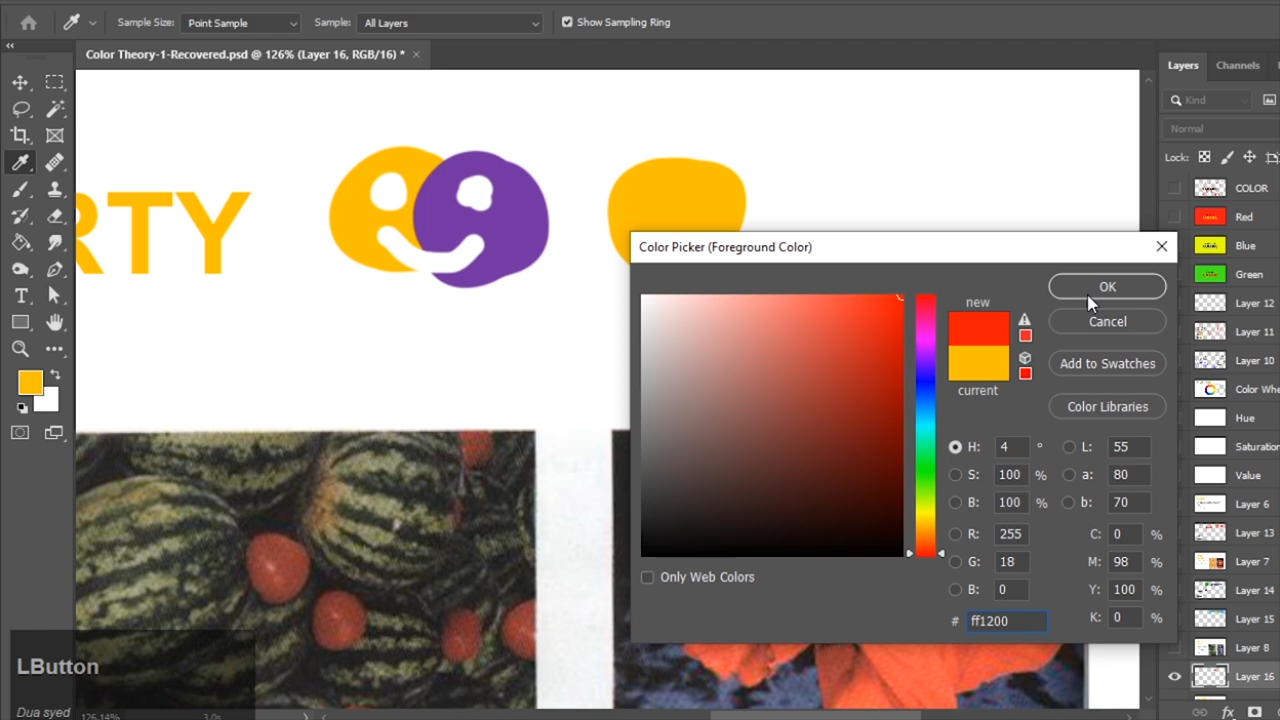 Sample Size: Point Sample Sample: All Layers Show Sampling Ring
Color Theory-1-Recovered.psd @ 126% (Layer 16, RGB/16) *
Layers Channels
Kind
Normal
Lock:
COLOR
Red
Blue
Green
Layer 12
Layer 11
Layer 10
Color Whe
Hue
Saturation
Value
Layer 6
Layer 13
Layer 7
Layer 14
Layer 15
Layer 8
Layer 16
RTY
Color Picker (Foreground Color)
new
current
OK
Cancel
Add to Swatches
Color Libraries
H: 4 ° L: 55
S: 100 % a: 80
B: 100 % b: 70
R: 255 C: 0 %
G: 18 M: 98 %
B: 0 Y: 100 %
# ff1200 K: 0 %
Only Web Colors
LButton
Dua syed
126.14% 3.0s
fx